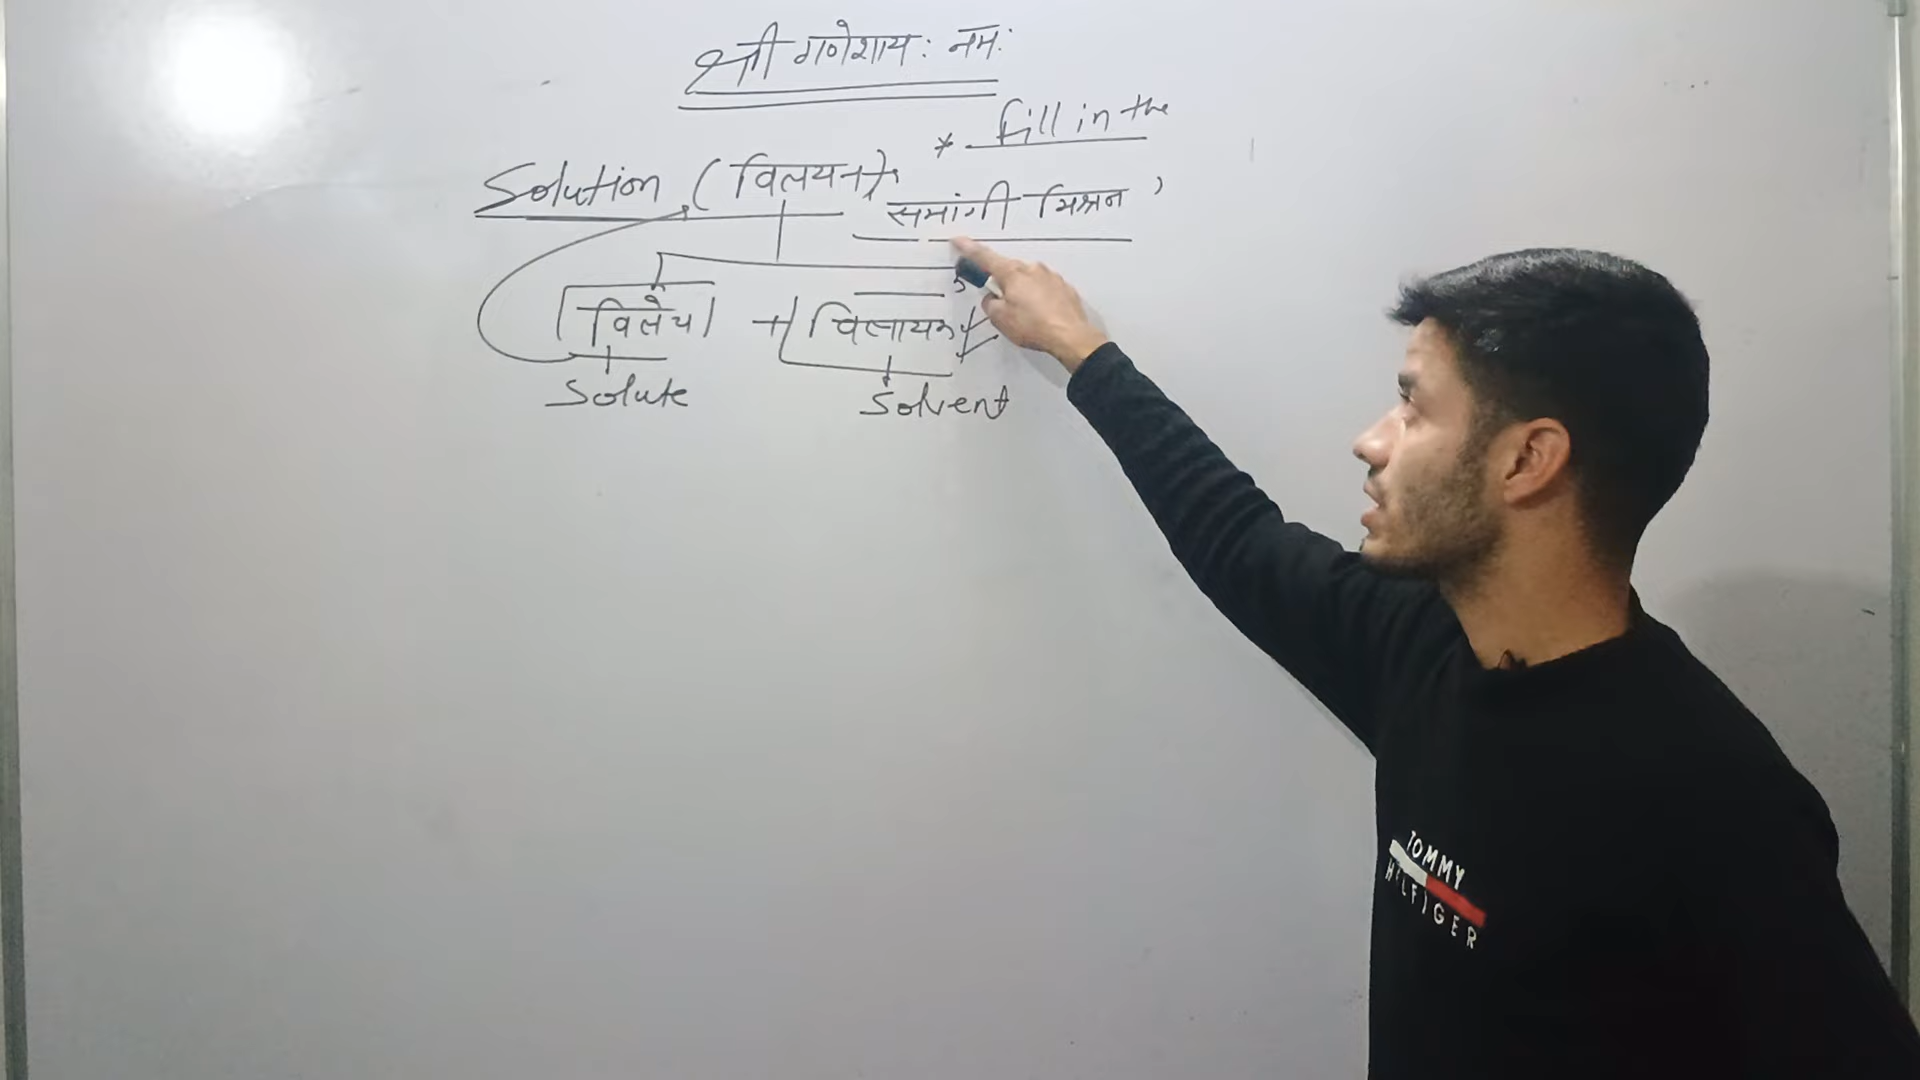 श्री गणेशाय: नम:
* fill in the
Solution (विलयन)
समांगी मिश्रन
विलेय + विलायक
Solute Solvent
TOMMY
HILFIGER